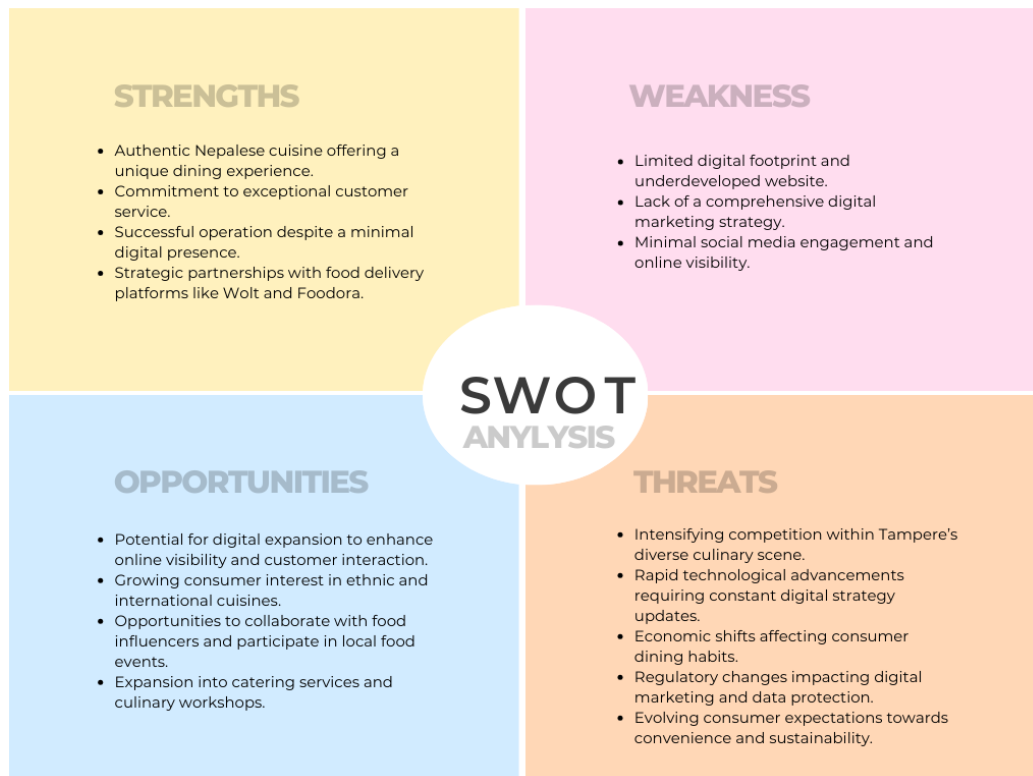 STRENGTHS
• Authentic Nepalese cuisine offering a
unique dining experience.
• Commitment to exceptional customer
service.
• Successful operation despite a minimal
digital presence.
• Strategic partnerships with food delivery
platforms like Wolt and Foodora.
WEAKNESS
• Limited digital footprint and
underdeveloped website.
• Lack of a comprehensive digital
marketing strategy.
• Minimal social media engagement and
online visibility.
SWOT
ANYLYSIS
OPPORTUNITIES
• Potential for digital expansion to enhance
online visibility and customer interaction.
• Growing consumer interest in ethnic and
international cuisines.
• Opportunities to collaborate with food
influencers and participate in local food
events.
• Expansion into catering services and
culinary workshops.
THREATS
• Intensifying competition within Tampere’s
diverse culinary scene.
• Rapid technological advancements
requiring constant digital strategy
updates.
• Economic shifts affecting consumer
dining habits.
• Regulatory changes impacting digital
marketing and data protection.
• Evolving consumer expectations towards
convenience and sustainability.